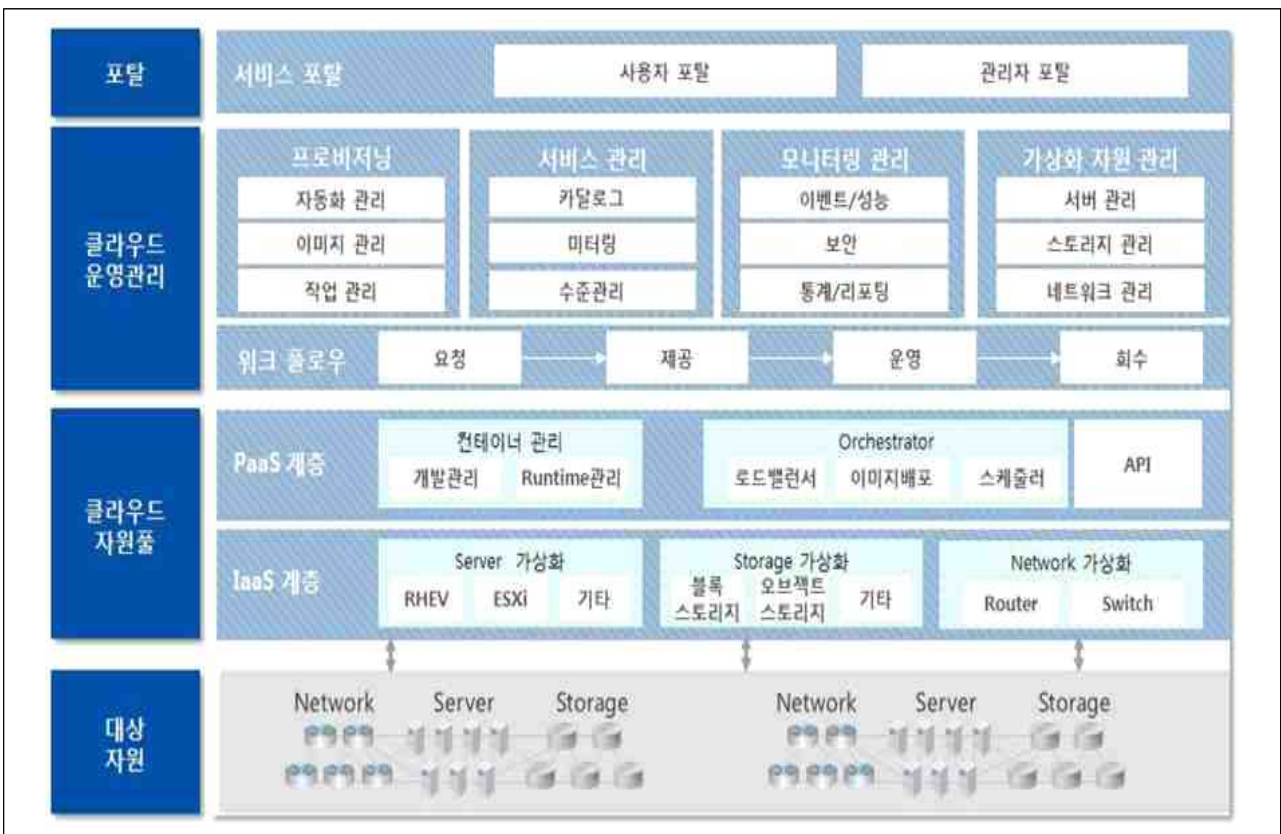 포탈
서비스 포탈
사용자 포탈
관리자 포탈
클라우드
운영관리
프로비저닝
자동화 관리
이미지 관리
작업 관리
서비스 관리
카달로그
미터링
수준관리
모니터링 관리
이벤트/성능
보안
통계/리포팅
가상화 자원 관리
서버 관리
스토리지 관리
네트워크 관리
워크 플로우
요청
제공
운영
회수
클라우드
자원풀
PaaS 계층
컨테이너 관리
개발관리
Runtime관리
Orchestrator
로드밸런서
이미지배포
스케줄러
API
IaaS 계층
Server 가상화
RHEV
ESXi
기타
Storage 가상화
블록
스토리지
오브젝트
스토리지
기타
Network 가상화
Router
Switch
대상
자원
Network
Server
Storage
Network
Server
Storage